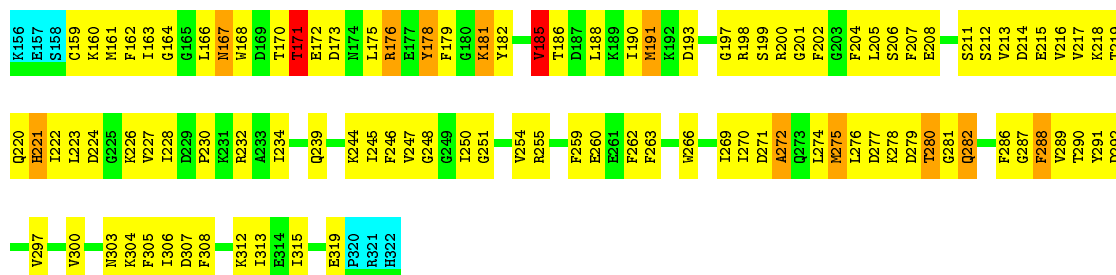 K156 E157 S158 C159 K160 M161 F162 I163 G164 G165 L166 N167 W168 D169 T170 T171 E172 D173 N174 L175 R176 E177 Y178 F179 G180 K181 Y182 V185 T186 D187 L188 K189 I190 M191 K192 D193 G197 R198 S199 R200 G201 F202 G203 F204 L205 S206 F207 E208 S211 S212 V213 D214 E215 V216 V217 K218 T219
Q220 H221 I222 L223 D224 G225 K226 V227 I228 D229 P230 K231 R232 A233 I234 Q239 K244 I245 F246 V247 G248 G249 I250 G251 V254 R255 F259 E260 E261 F262 F263 W266 I269 I270 D271 A272 Q273 L274 M275 L276 D277 K278 D279 T280 G281 Q282 F286 G287 F288 V289 T290 Y291 D292
V297 V300 N303 K304 F305 I306 D307 F308 K312 I313 E314 I315 E319 P320 R321 H322